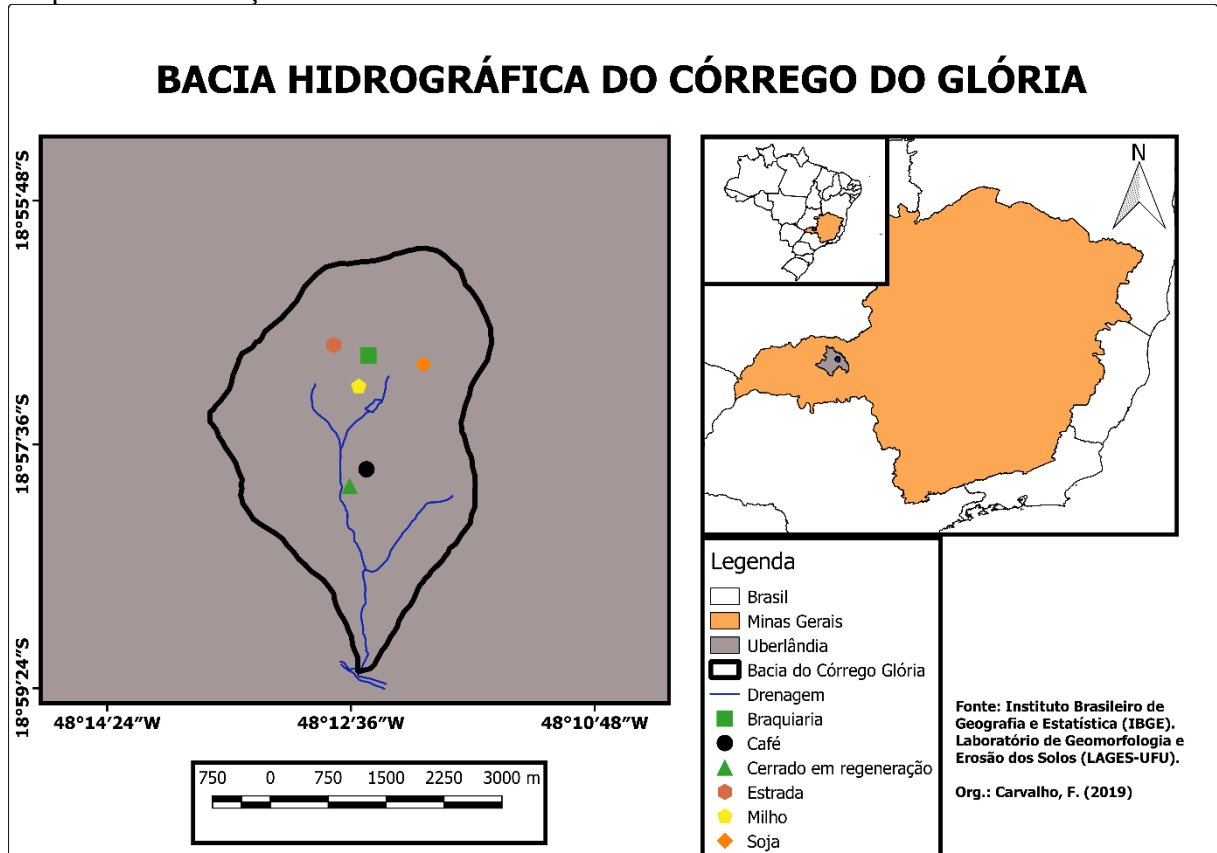 BACIA HIDROGRÁFICA DO CÓRREGO DO GLÓRIA
18°55'48"S
18°57'36"S
18°59'24"S
48°14'24"W
48°12'36"W
48°10'48"W
750 0 750 1500 2250 3000 m
N
Legenda
Brasil
Minas Gerais
Uberlândia
Bacia do Córrego Glória
Drenagem
Braquiaria
Café
Cerrado em regeneração
Estrada
Milho
Soja
Fonte: Instituto Brasileiro de
Geografia e Estatística (IBGE).
Laboratório de Geomorfologia e
Erosão dos Solos (LAGES-UFU).
Org.: Carvalho, F. (2019)